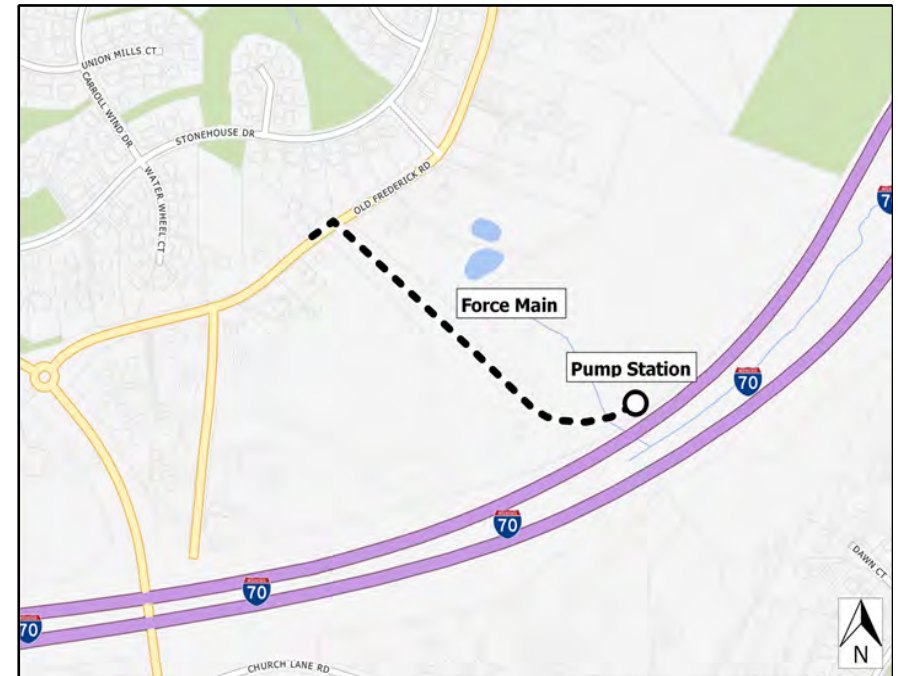 UNION MILLS CT
CARROLL WIND DR
STONEHOUSE DR
WATER WHEEL CT
OLD FREDERICK RD
7
Force Main
Pump Station
70
70
70
70
DAWN CT
CHURCH LANE RD
N